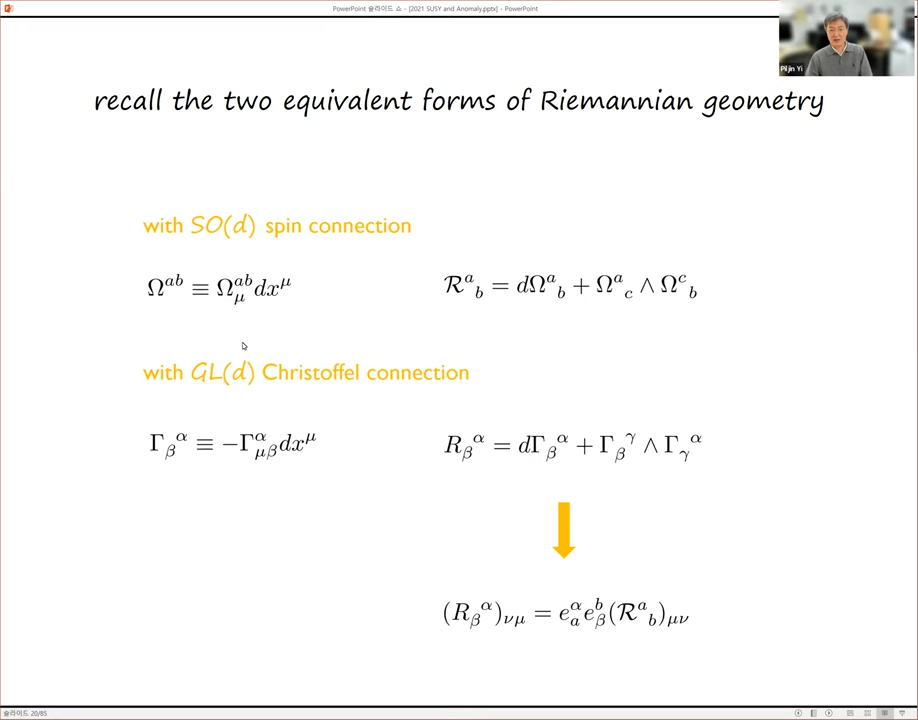 PowerPoint 슬라이드 쇼 - [2021 SUSY and Anomaly.pptx] - PowerPoint
Piljin Yi
recall the two equivalent forms of Riemannian geometry
with SO(d) spin connection
Ω^{ab} ≡ Ω_μ^{ab} dx^μ
ℛ^a_b = dΩ^a_b + Ω^a_c ∧ Ω^c_b
with GL(d) Christoffel connection
Γ_β^α ≡ −Γ^α_{μβ} dx^μ
R_β^α = dΓ_β^α + Γ_β^γ ∧ Γ_γ^α
(R_β^α)_{νμ} = e^α_a e^b_β (ℛ^a_b)_{μν}
슬라이드 20/85